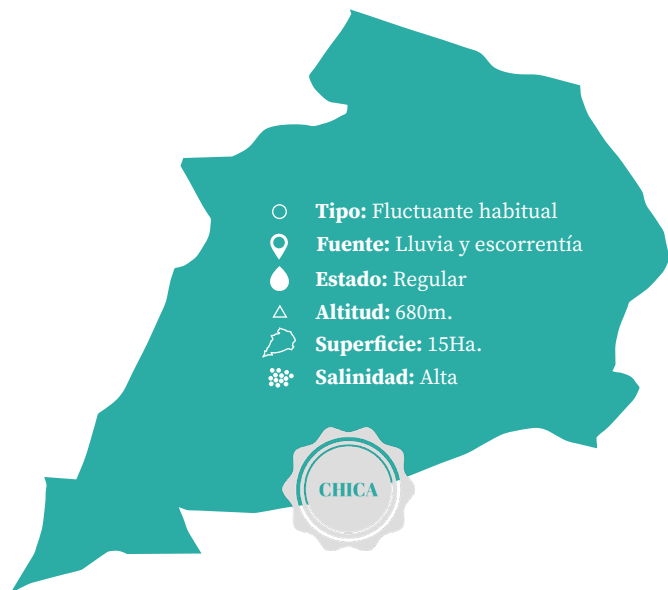 Tipo: Fluctuante habitual
Fuente: Lluvia y escorrentía
Estado: Regular
Altitud: 680m.
Superficie: 15Ha.
Salinidad: Alta
CHICA